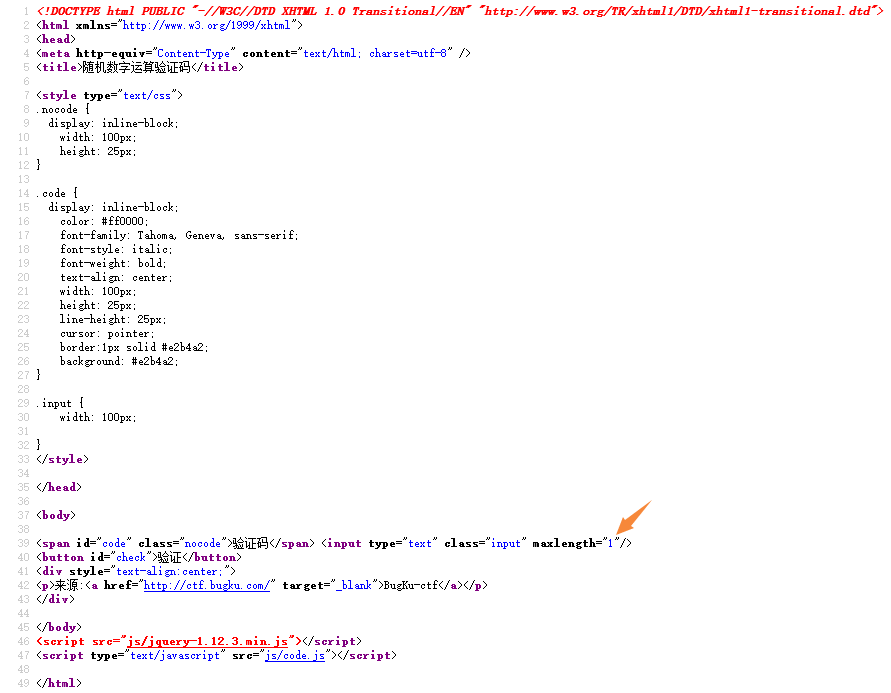 1 <!DOCTYPE html PUBLIC "-//W3C//DTD XHTML 1.0 Transitional//EN" "http://www.w3.org/TR/xhtml1/DTD/xhtml1-transitional.dtd">
2 <html xmlns="http://www.w3.org/1999/xhtml">
3 <head>
4 <meta http-equiv="Content-Type" content="text/html; charset=utf-8" />
5 <title>随机数字运算验证码</title>
6
7 <style type="text/css">
8 .nocode {
9   display: inline-block;
10     width: 100px;
11     height: 25px;
12 }
13
14 .code {
15   display: inline-block;
16     color: #ff0000;
17     font-family: Tahoma, Geneva, sans-serif;
18     font-style: italic;
19     font-weight: bold;
20     text-align: center;
21     width: 100px;
22     height: 25px;
23     line-height: 25px;
24     cursor: pointer;
25     border:1px solid #e2b4a2;
26     background: #e2b4a2;
27 }
28
29 .input {
30     width: 100px;
31
32 }
33 </style>
34
35 </head>
36
37 <body>
38
39 <span id="code" class="nocode">验证码</span> <input type="text" class="input" maxlength="1"/>
40 <button id="check">验证</button>
41 <div style="text-align:center;">
42 <p>来源:<a href="http://ctf.bugku.com/" target="_blank">BugKu-ctf</a></p>
43 </div>
44
45 </body>
46 <script src="js/jquery-1.12.3.min.js"></script>
47 <script type="text/javascript" src="js/code.js"></script>
48
49 </html>